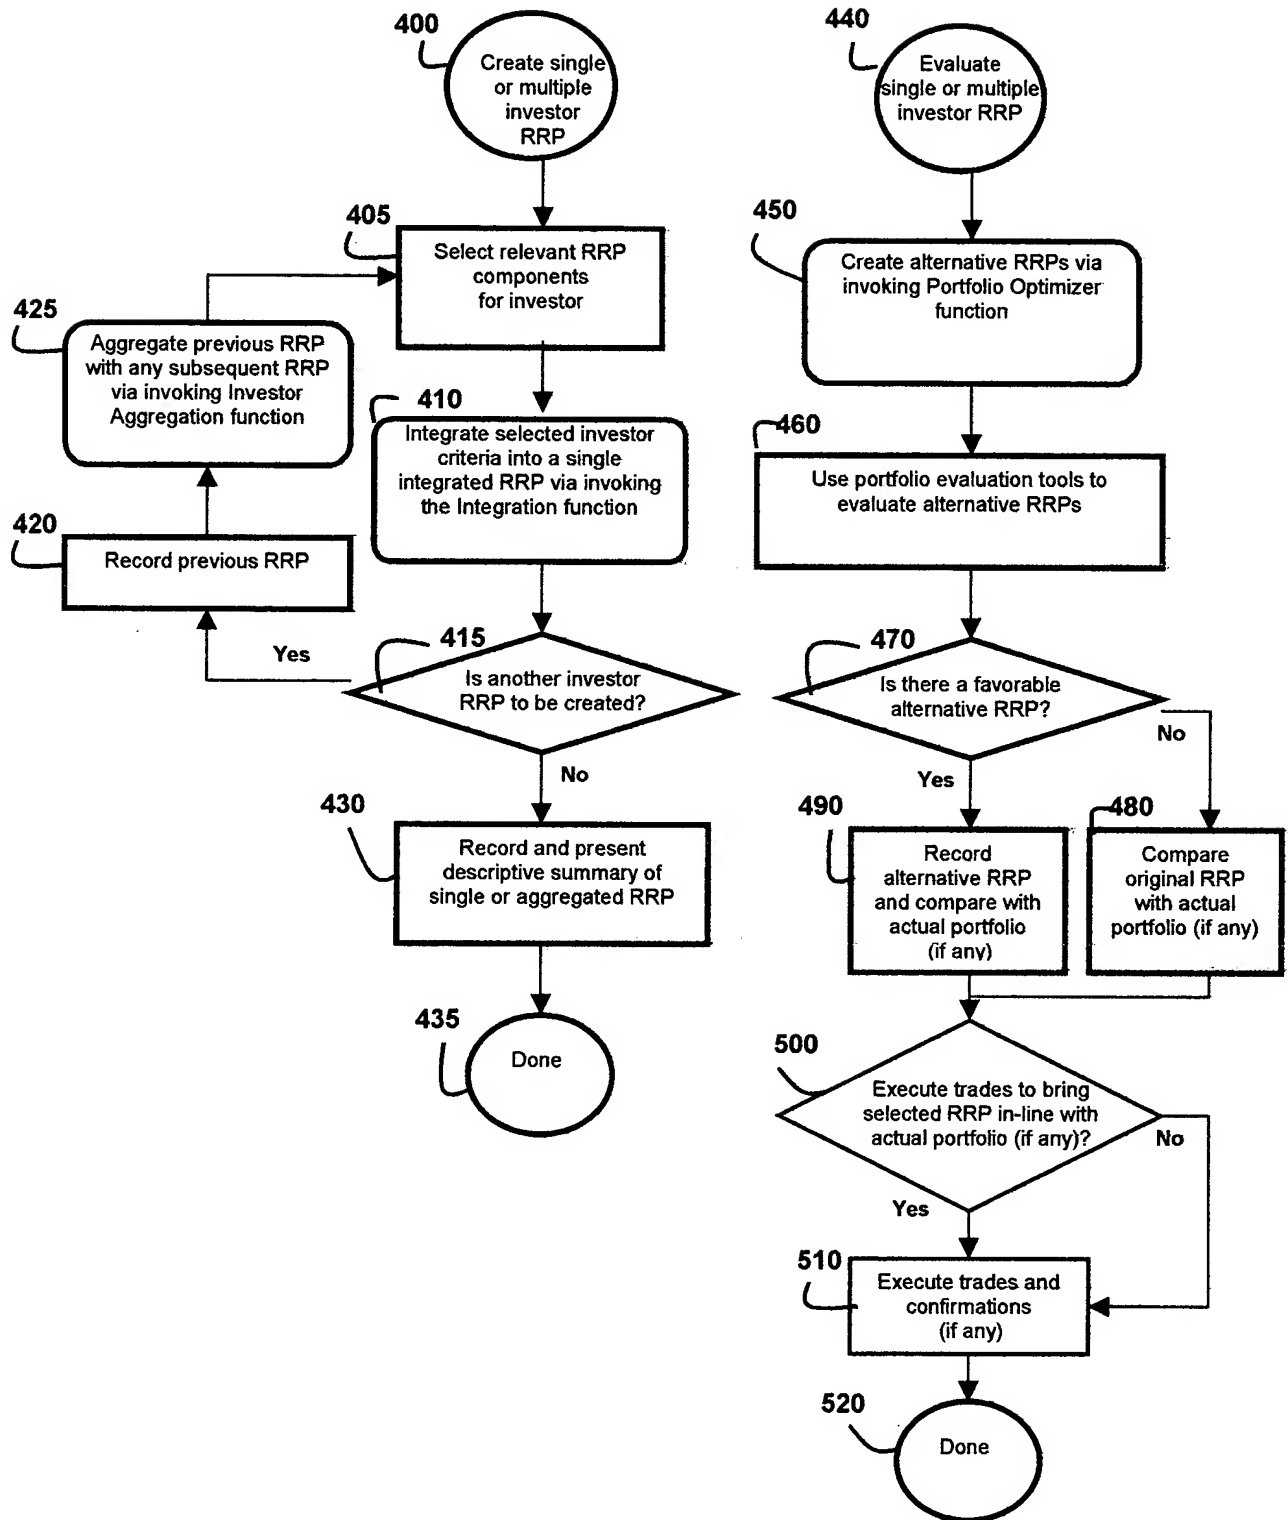 400
Create single
or multiple
investor
RRP
405
Select relevant RRP
components
for investor
425
Aggregate previous RRP
with any subsequent RRP
via invoking Investor
Aggregation function
410
Integrate selected investor
criteria into a single
integrated RRP via invoking
the Integration function
420
Record previous RRP
Yes
415
Is another investor
RRP to be created?
No
430
Record and present
descriptive summary of
single or aggregated RRP
435
Done
440
Evaluate
single or multiple
investor RRP
450
Create alternative RRPs via
invoking Portfolio Optimizer
function
460
Use portfolio evaluation tools to
evaluate alternative RRPs
470
Is there a favorable
alternative RRP?
No
Yes
490
Record
alternative RRP
and compare with
actual portfolio
(if any)
480
Compare
original RRP
with actual
portfolio (if any)
500
Execute trades to bring
selected RRP in-line with
actual portfolio (if any)?
No
Yes
510
Execute trades and
confirmations
(if any)
520
Done